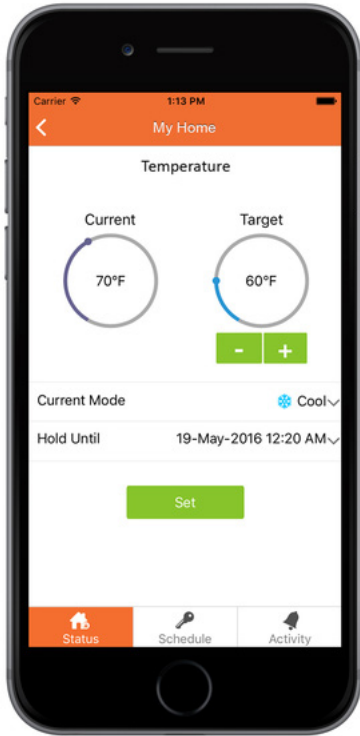 Carrier 1:13 PM
My Home
Temperature
Current Target
70°F 60°F
- +
Current Mode Cool
Hold Until 19-May-2016 12:20 AM
Set
Status Schedule Activity